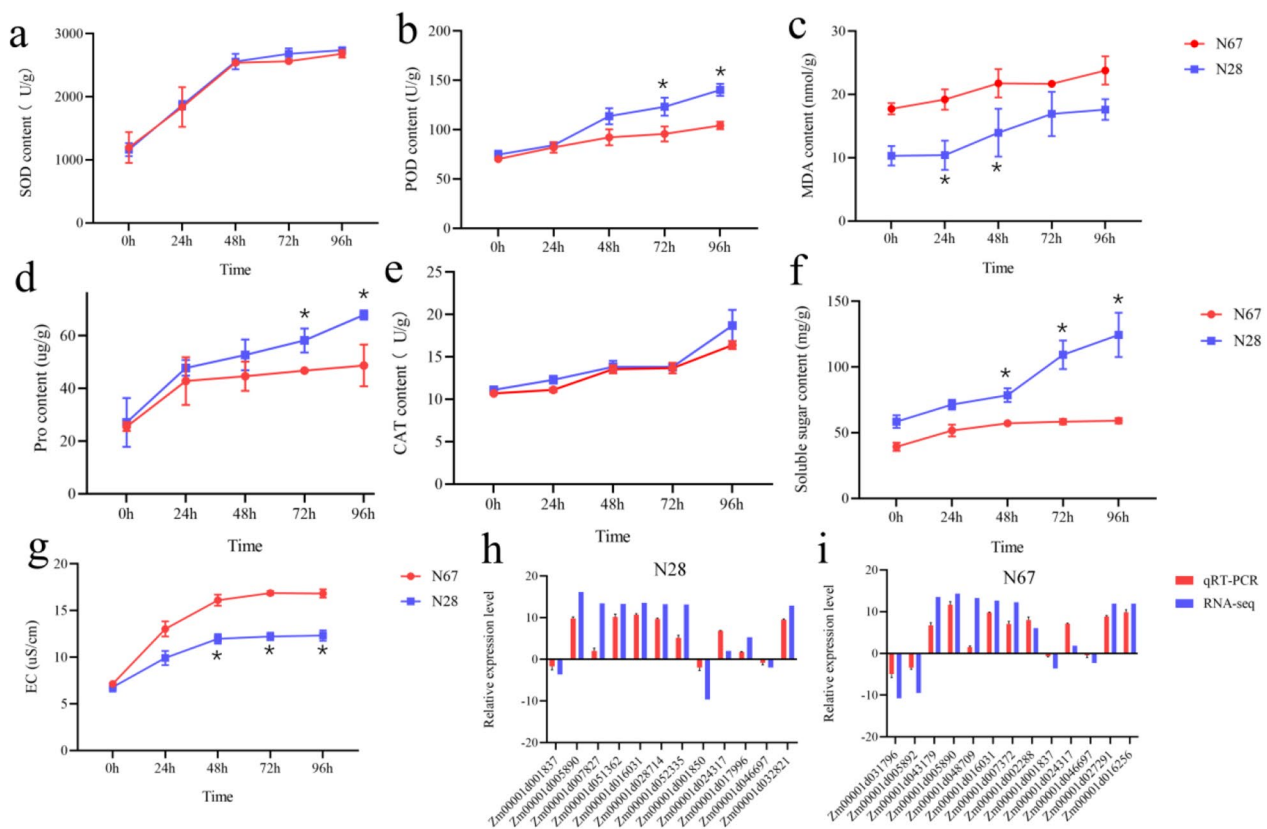 a
SOD content ( U/g)
3000
2000
1000
0
0h 24h 48h 72h 96h
Time
b
POD content (U/g)
200
150
100
50
0
* *
0h 24h 48h 72h 96h
Time
c
MDA content (nmol/g)
30
20
10
0
* *
0h 24h 48h 72h 96h
Time
N67
N28
d
Pro content (ug/g)
60
40
20
0
* *
0h 24h 48h 72h 96h
Time
e
CAT content ( U/g)
25
20
15
10
5
0
0h 24h 48h 72h 96h
Time
f
Soluble sugar content (mg/g)
150
100
50
0
* * *
0h 24h 48h 72h 96h
Time
N67
N28
g
EC (uS/cm)
20
15
10
5
0
* * *
0h 24h 48h 72h 96h
Time
N67
N28
h
N28
Relative expression level
20
10
0
-10
-20
Zm00001d001837
Zm00001d005890
Zm00001d007827
Zm00001d051362
Zm00001d016031
Zm00001d028714
Zm00001d052335
Zm00001d001850
Zm00001d024317
Zm00001d017996
Zm00001d046697
Zm00001d032821
i
N67
Relative expression level
20
10
0
-10
-20
Zm00001d031796
Zm00001d005892
Zm00001d043179
Zm00001d005890
Zm00001d048709
Zm00001d016031
Zm00001d007372
Zm00001d002288
Zm00001d001837
Zm00001d024317
Zm00001d046697
Zm00001d027291
Zm00001d016256
qRT-PCR
RNA-seq